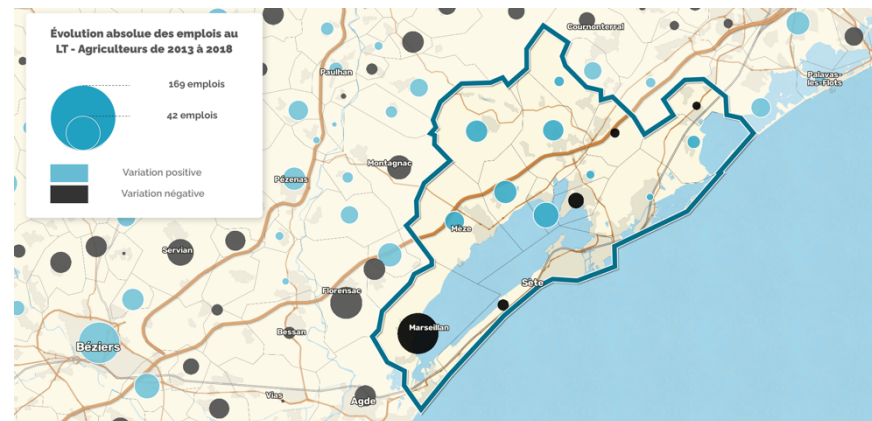 Évolution absolue des emplois au
LT - Agriculteurs de 2013 à 2018
169 emplois
42 emplois
Variation positive
Variation négative
Cournonterral
Paulhan
Palavas-
les-Flots
Montagnac
Pézenas
Mèze
Servian
Sète
Florensac
Marseillan
Bessan
Béziers
Vias
Agde